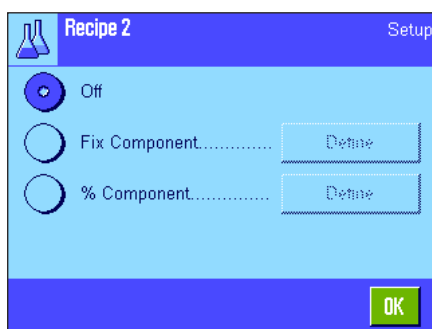 Recipe 2 Setup
Off
Fix Component............. Define
% Component............... Define
OK